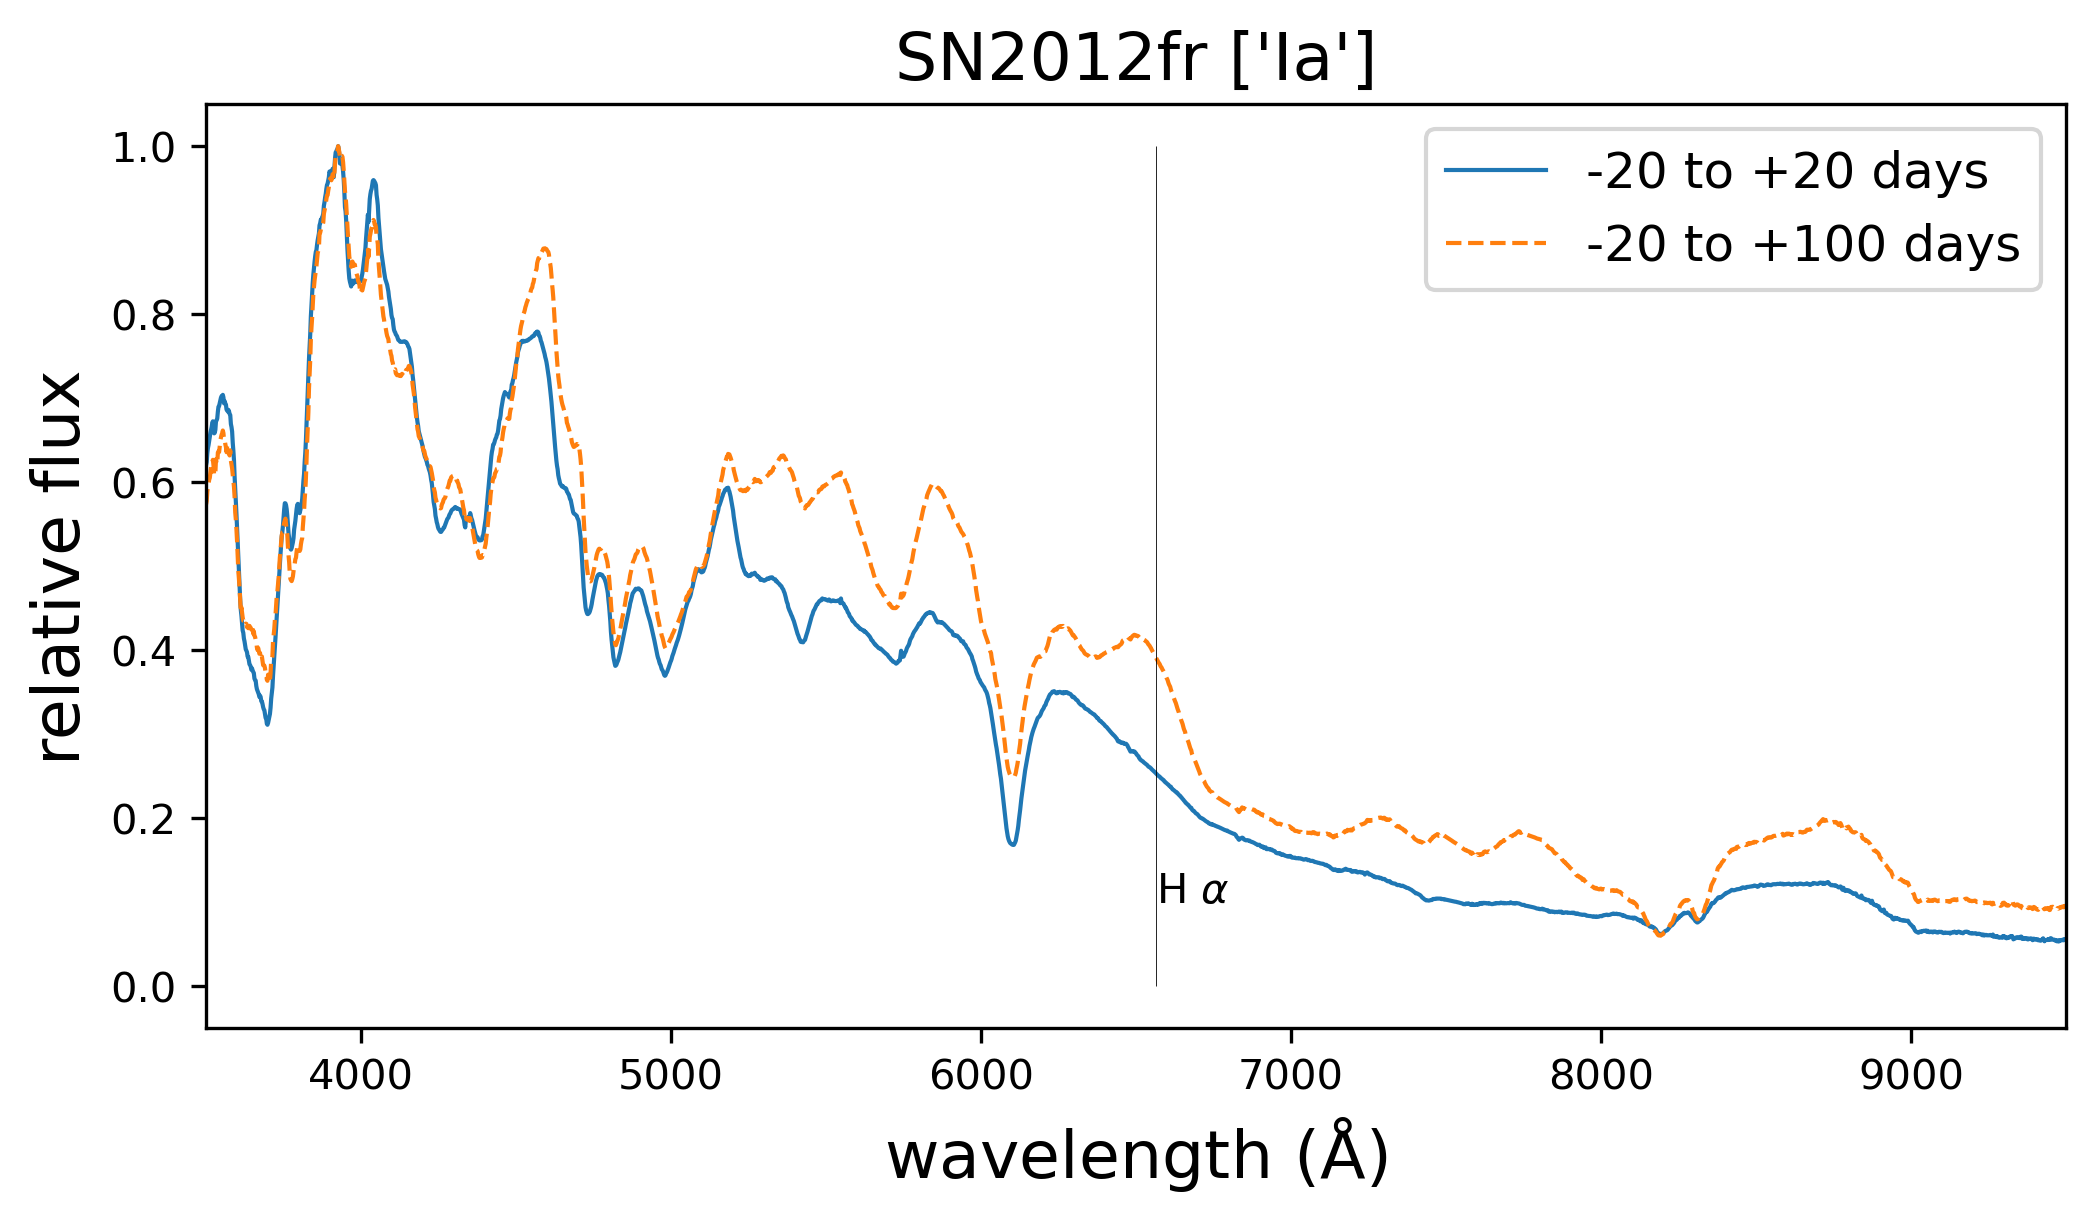 SN2012fr ['Ia']
-20 to +20 days
-20 to +100 days
relative flux
1.0
0.8
0.6
0.4
0.2
0.0
H α
4000 5000 6000 7000 8000 9000
wavelength (Å)